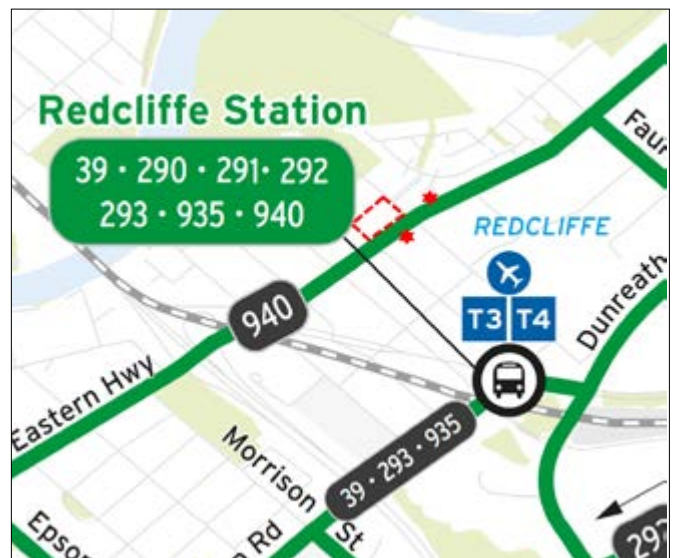 Redcliffe Station
39 • 290 • 291• 292
293 • 935 • 940
REDCLIFFE
T3 T4
Dunreath
940
Eastern Hwy
39 • 293 • 935
Morrison
St
Rd